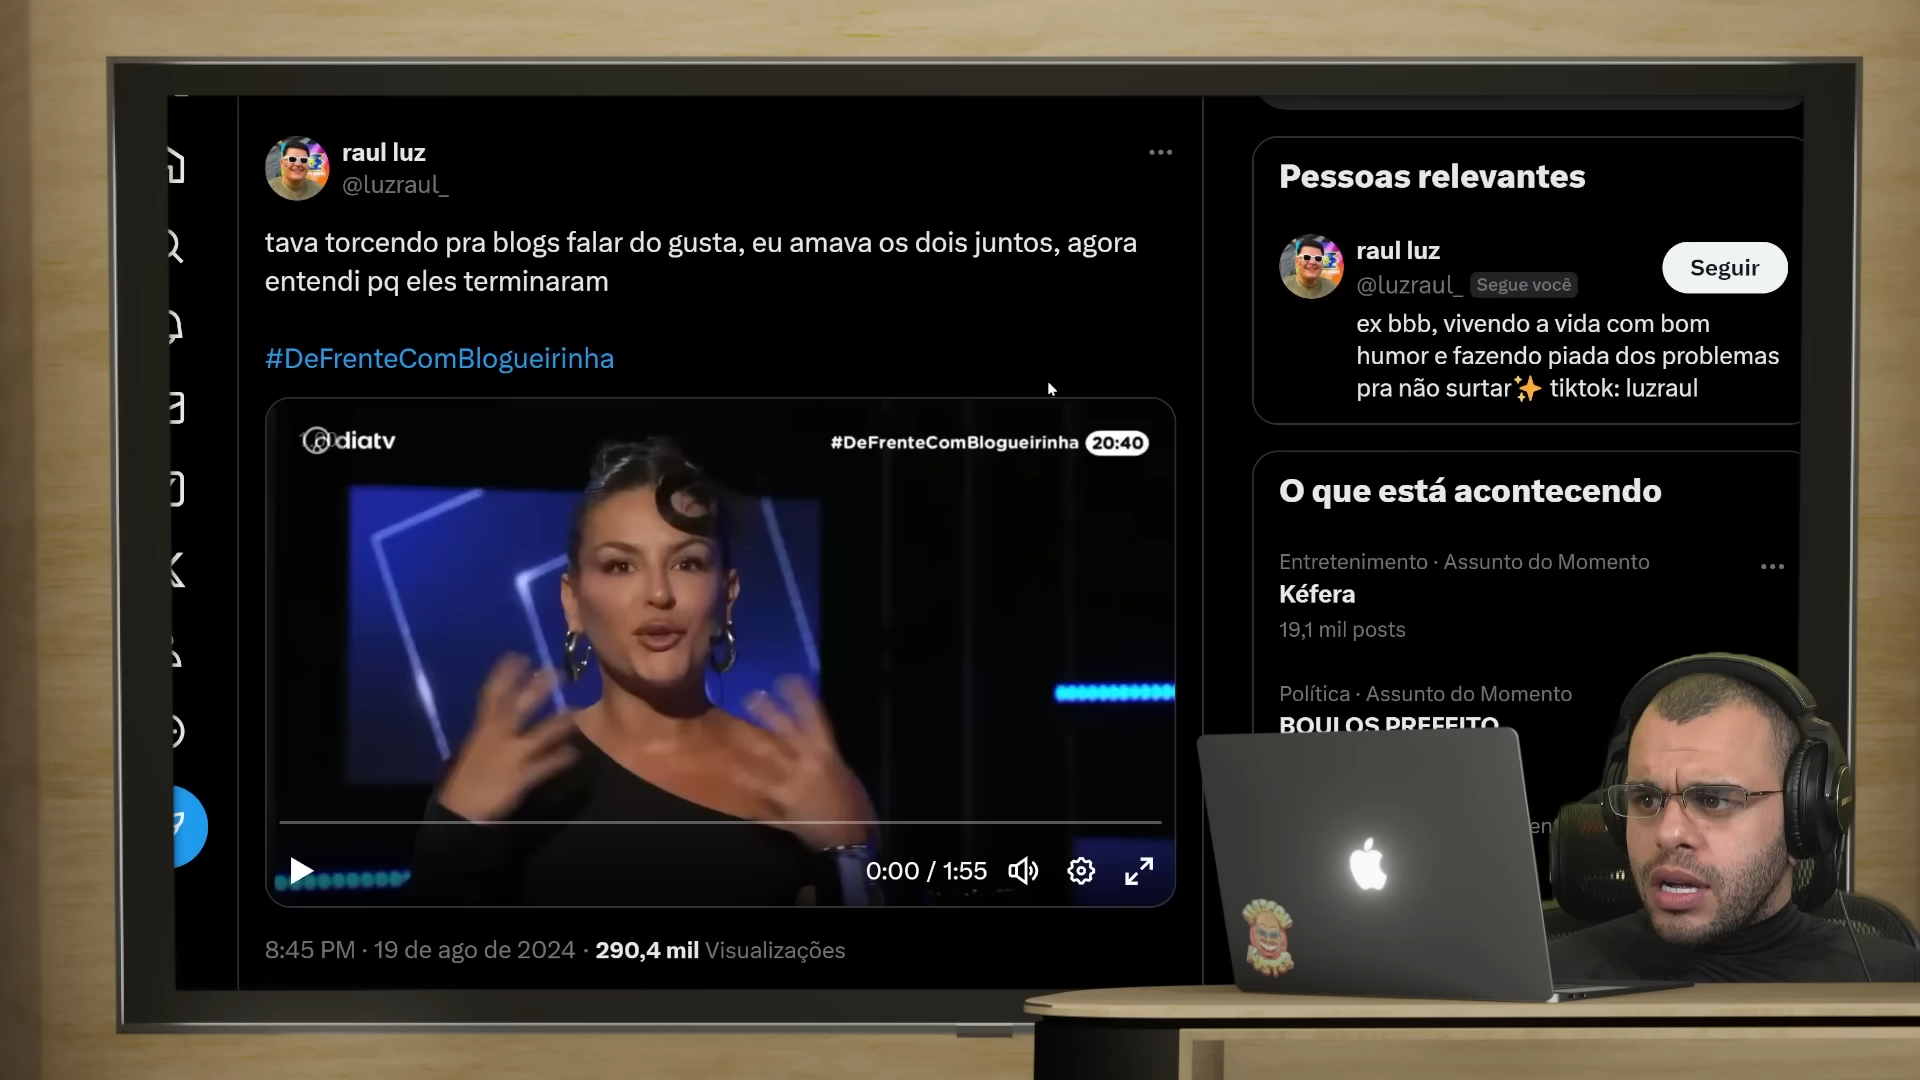 raul luz
@luzraul_
tava torcendo pra blogs falar do gusta, eu amava os dois juntos, agora
entendi pq eles terminaram
#DeFrenteComBlogueirinha
diatv
#DeFrenteComBlogueirinha 20:40
0:00 / 1:55
8:45 PM · 19 de ago de 2024 · 290,4 mil Visualizações
Pessoas relevantes
raul luz
@luzraul_ Segue você
Seguir
ex bbb, vivendo a vida com bom
humor e fazendo piada dos problemas
pra não surtar✨ tiktok: luzraul
O que está acontecendo
Entretenimento · Assunto do Momento
Kéfera
19,1 mil posts
Política · Assunto do Momento
BOULOS PREFEITO